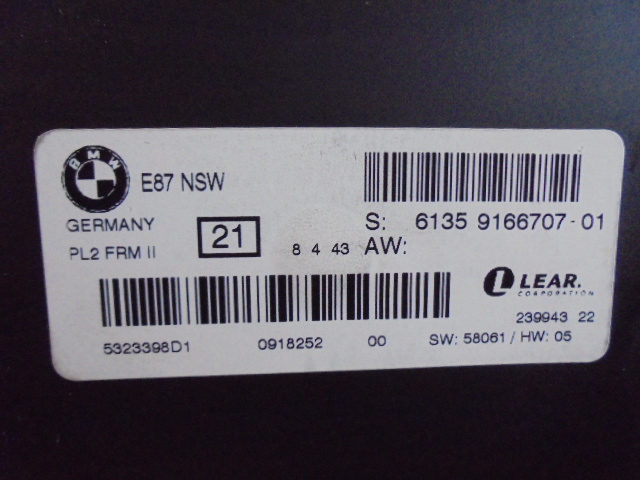 BMW
E87 NSW
GERMANY
PL2 FRM II
21
8 4 43
S: 6135 9166707-01
AW:
LEAR.
CORPORATION
239943 22
5323398D1 0918252 00 SW: 58061 / HW: 05